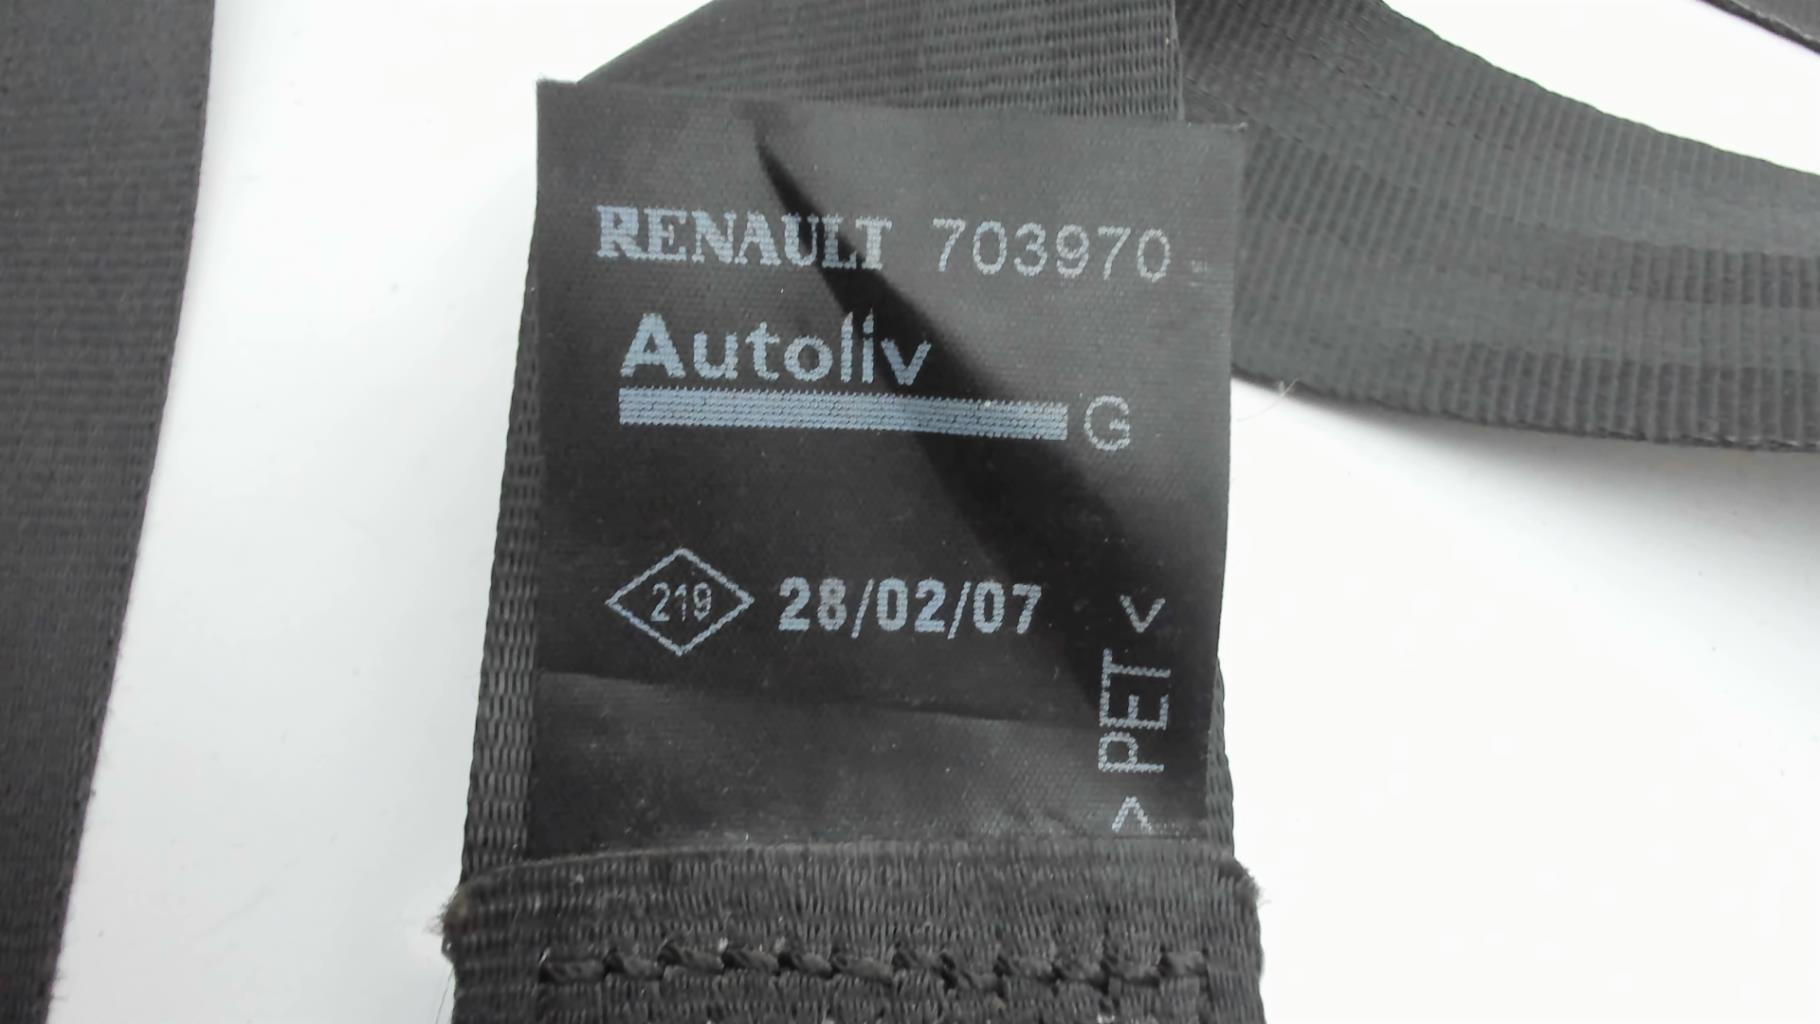 RENAULT 703970
Autoliv
G
219 28/02/07
> PET <